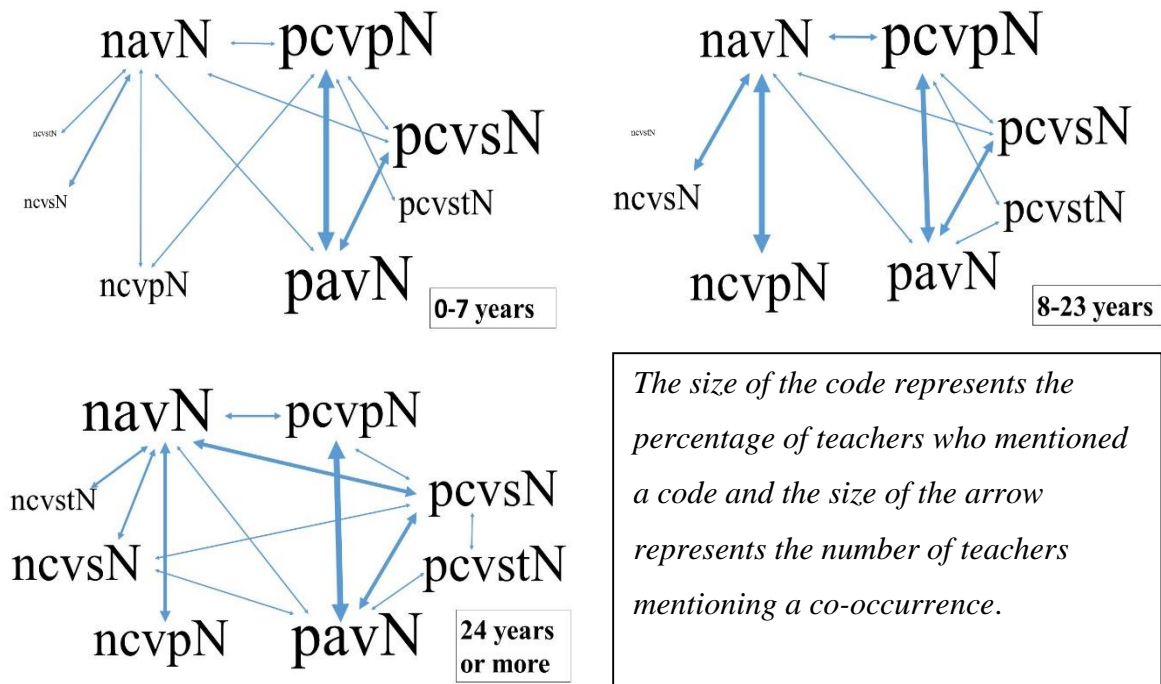 navN pcvpN
pcvsN
ncvstN
ncvsN
pcvstN
ncvpN
pavN
0-7 years
navN pcvpN
pcvsN
ncvstN
ncvsN
pcvstN
ncvpN
pavN
8-23 years
navN pcvpN
pcvsN
ncvstN
ncvsN
pcvstN
ncvpN
pavN
24 years
or more
The size of the code represents the
percentage of teachers who mentioned
a code and the size of the arrow
represents the number of teachers
mentioning a co-occurrence.